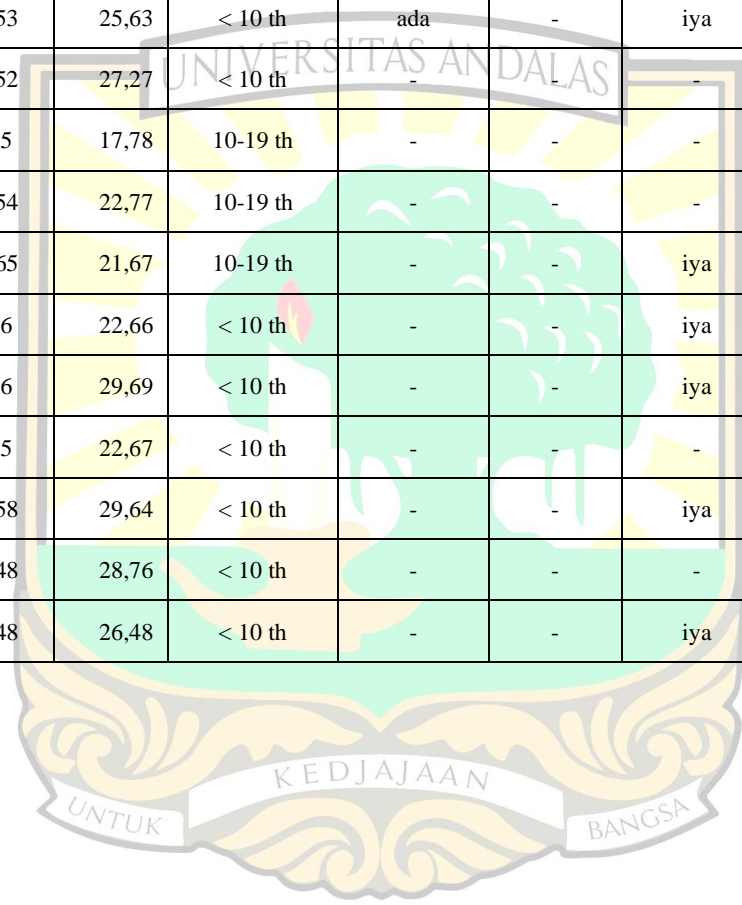 53 25,63 < 10 th ada - iya
UNIVERSITAS ANDALAS
52 27,27 < 10 th - - -
5 17,78 10-19 th - - -
54 22,77 10-19 th - - -
65 21,67 10-19 th - - iya
6 22,66 < 10 th - - iya
6 29,69 < 10 th - - iya
5 22,67 < 10 th - - -
58 29,64 < 10 th - - iya
48 28,76 < 10 th - - -
48 26,48 < 10 th - - iya
KEDJAJAAN
UNTUK BANGSA